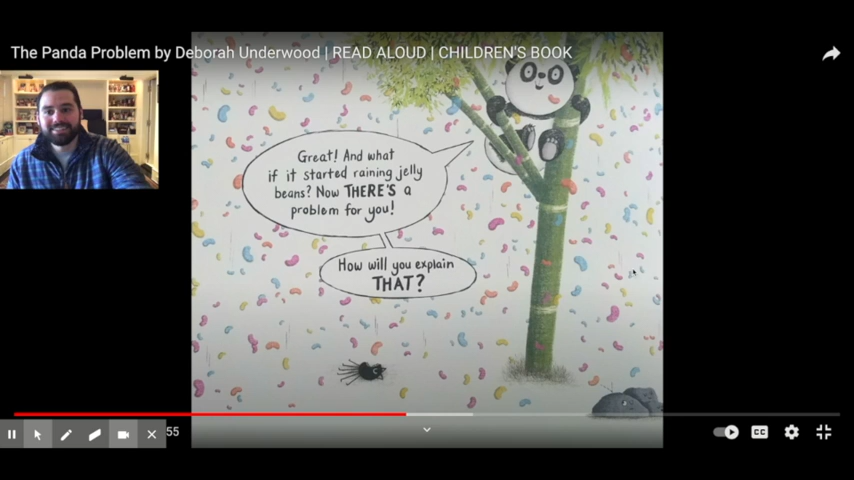 The Panda Problem by Deborah Underwood | READ ALOUD | CHILDREN'S BOOK
Great! And what
if it started raining jelly
beans? Now THERE'S a
problem for you!
How will you explain
THAT?
55
CC